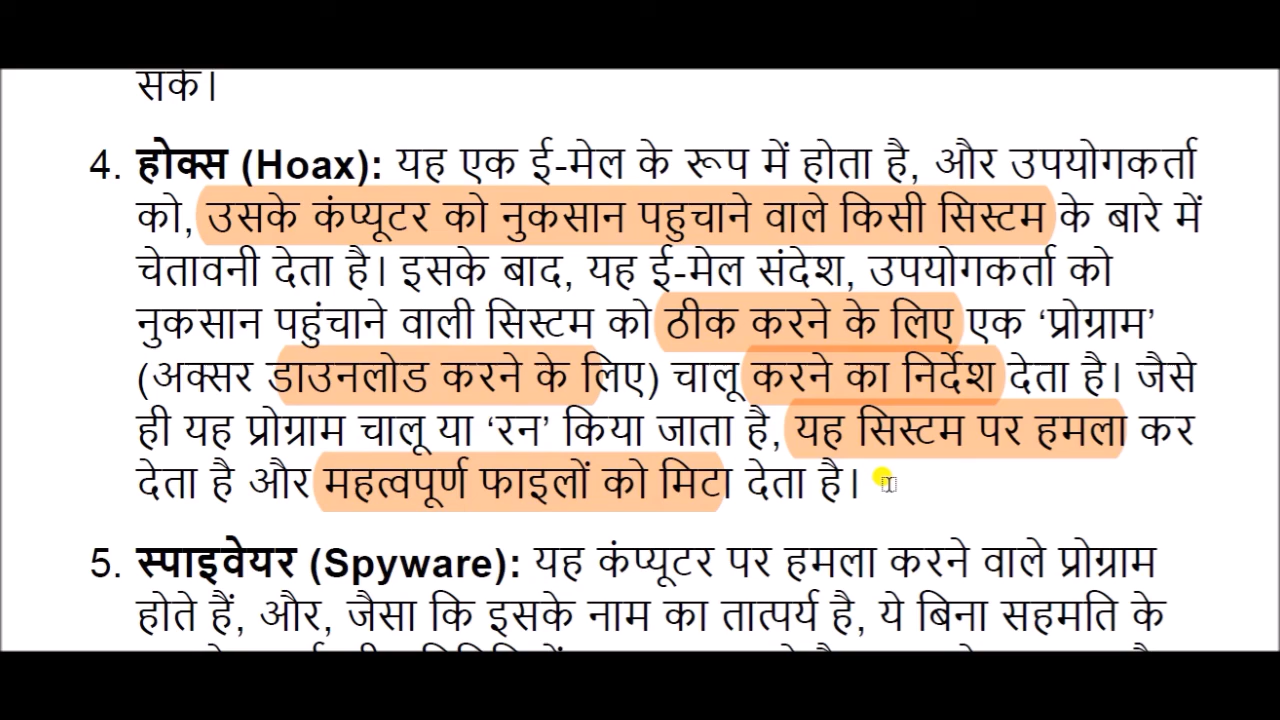 सके।
4. होक्स (Hoax): यह एक ई-मेल के रूप में होता है, और उपयोगकर्ता
को, उसके कंप्यूटर को नुकसान पहुचाने वाले किसी सिस्टम के बारे में
चेतावनी देता है। इसके बाद, यह ई-मेल संदेश, उपयोगकर्ता को
नुकसान पहुंचाने वाली सिस्टम को ठीक करने के लिए एक ‘प्रोग्राम’
(अक्सर डाउनलोड करने के लिए) चालू करने का निर्देश देता है। जैसे
ही यह प्रोग्राम चालू या ‘रन’ किया जाता है, यह सिस्टम पर हमला कर
देता है और महत्वपूर्ण फाइलों को मिटा देता है।
5. स्पाइवेयर (Spyware): यह कंप्यूटर पर हमला करने वाले प्रोग्राम
होते हैं, और, जैसा कि इसके नाम का तात्पर्य है, ये बिना सहमति के